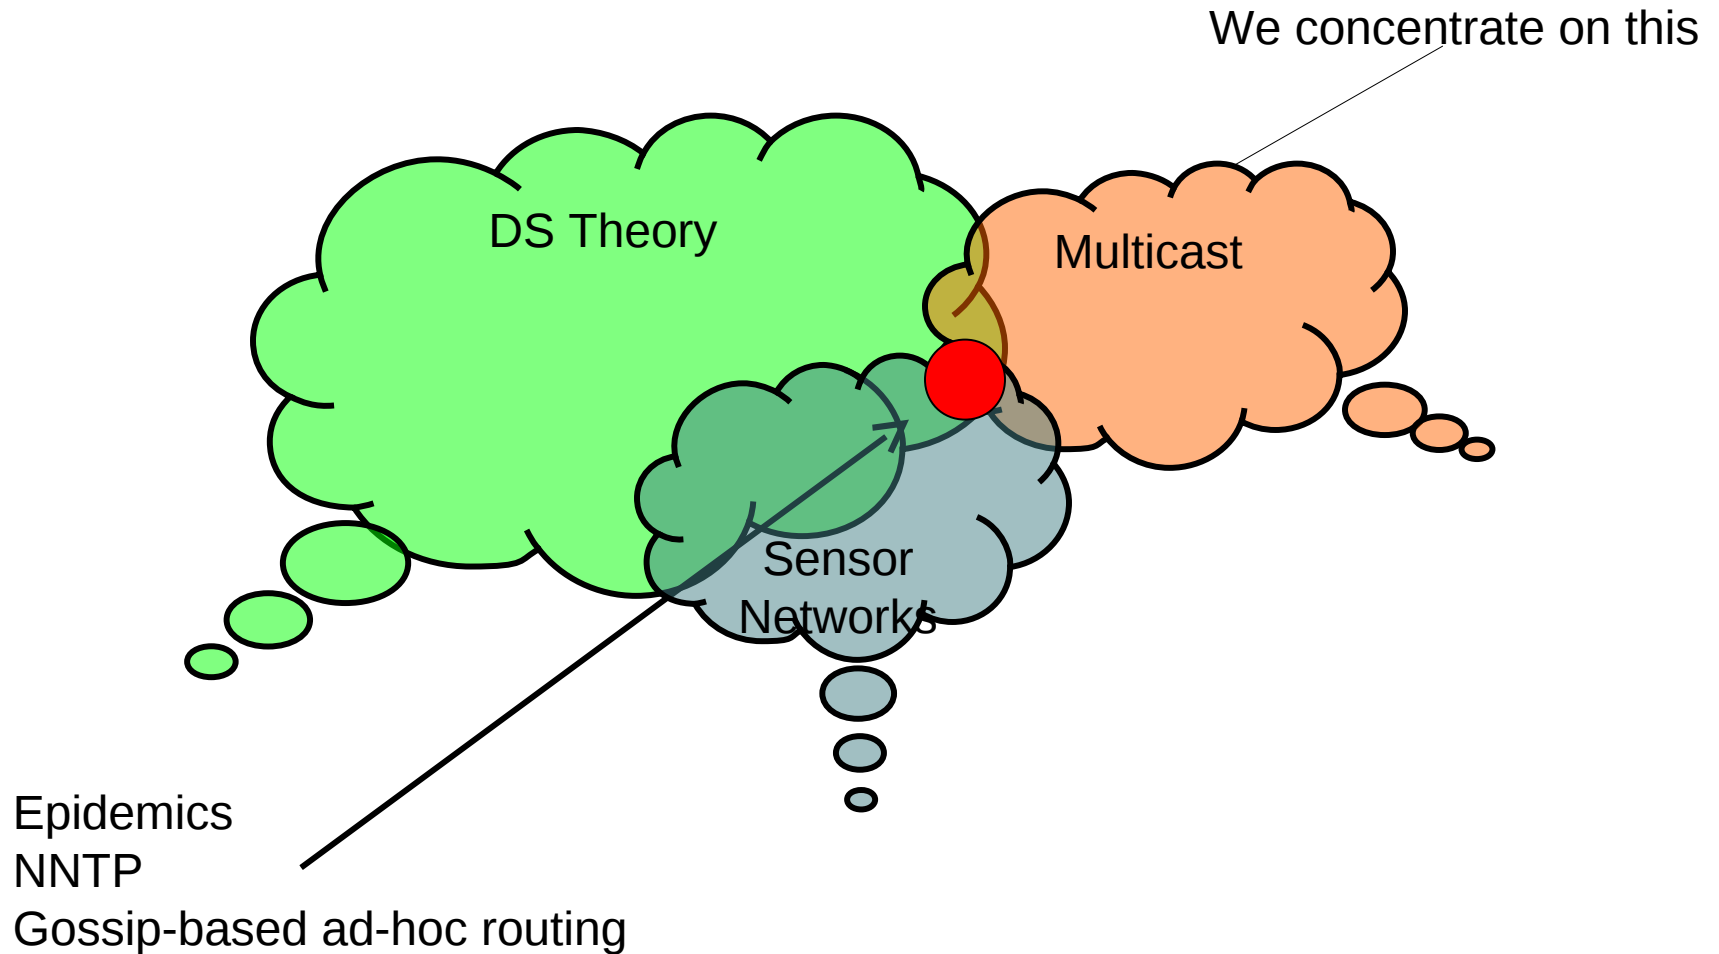 We concentrate on this
DS Theory
Multicast
Sensor
Networks
Epidemics
NNTP
Gossip-based ad-hoc routing